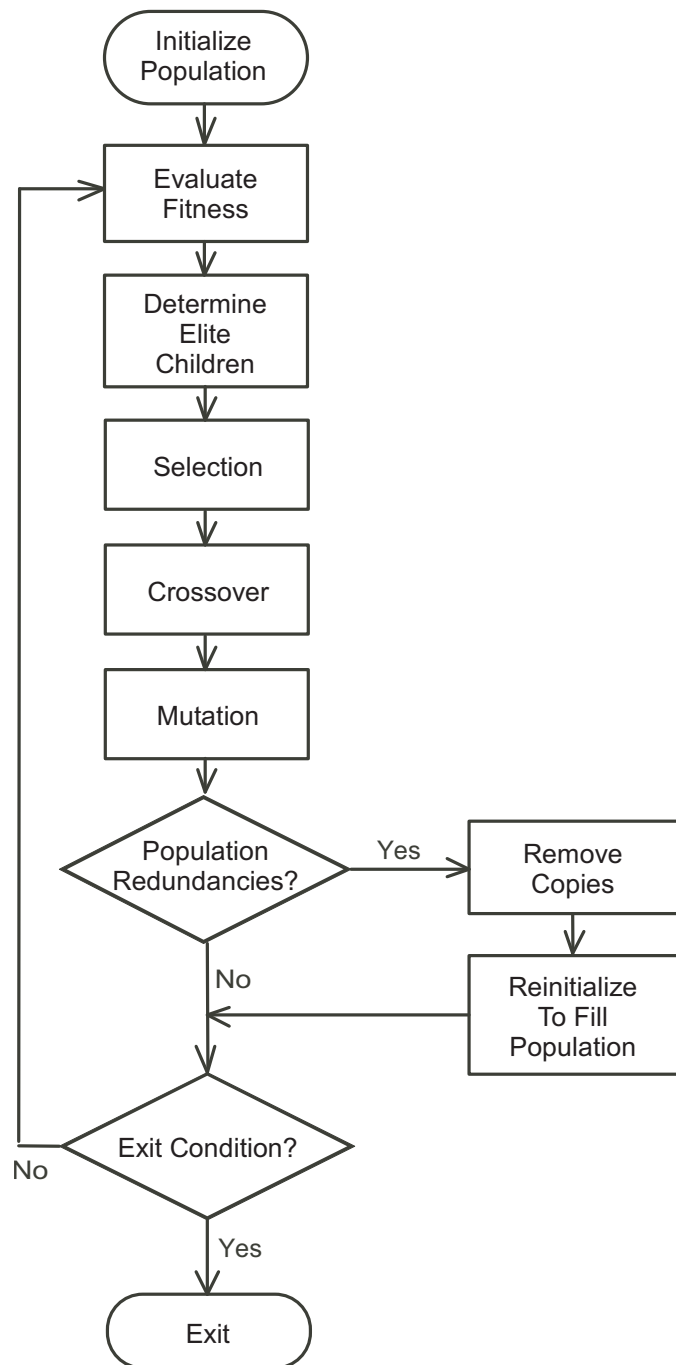 Initialize
Population
Evaluate
Fitness
Determine
Elite
Children
Selection
Crossover
Mutation
Population
Redundancies?
Yes
Remove
Copies
No
Reinitialize
To Fill
Population
Exit Condition?
No
Yes
Exit